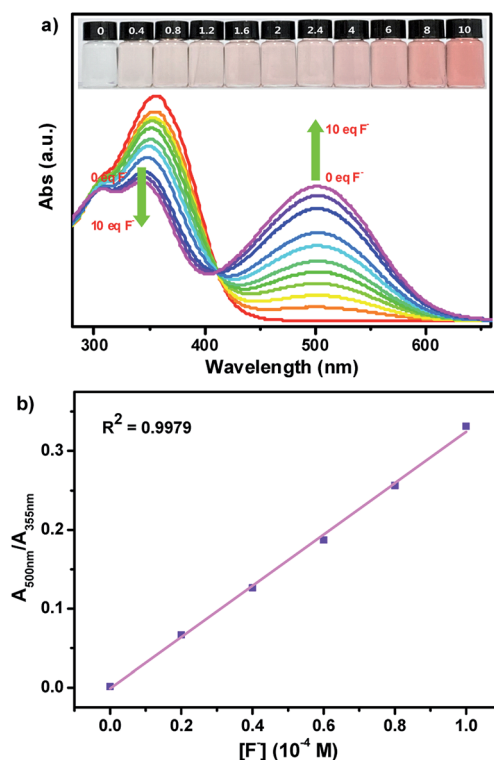 a)
0 0.4 0.8 1.2 1.6 2 2.4 4 6 8 10
10 eq F-
0 eq F-
0 eq F-
10 eq F-
Abs (a.u.)
300 400 500 600
Wavelength (nm)
b)
R² = 0.9979
0.3
0.2
0.1
0.0
A500nm/A355nm
0.0 0.2 0.4 0.6 0.8 1.0
[F-] (10-4 M)